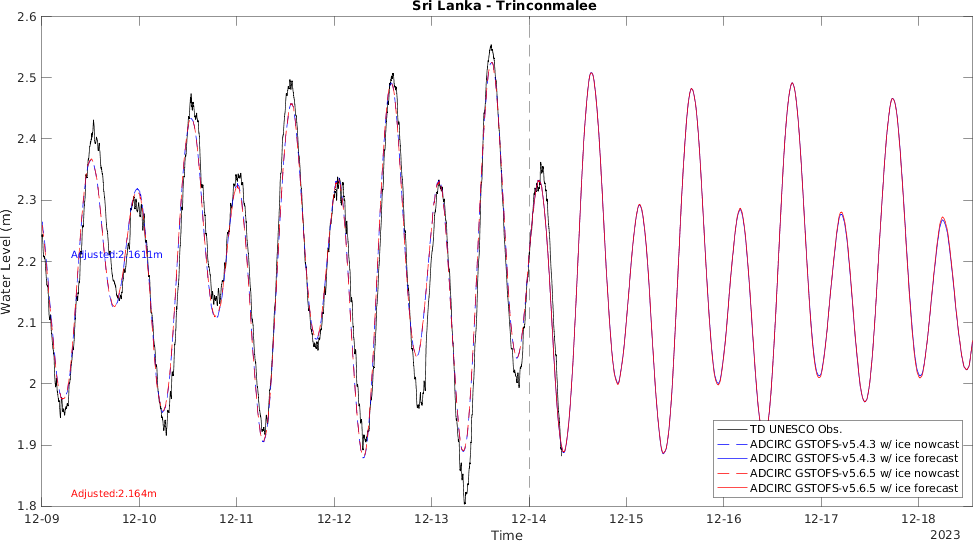 Sri Lanka - Trinconmalee
2.6
2.5
2.4
2.3
2.2
2.1
2
1.9
1.8
Water Level (m)
Adjusted:2.1611m
Adjusted:2.164m
TD UNESCO Obs.
ADCIRC GSTOFS-v5.4.3 w/ ice nowcast
ADCIRC GSTOFS-v5.4.3 w/ ice forecast
ADCIRC GSTOFS-v5.6.5 w/ ice nowcast
ADCIRC GSTOFS-v5.6.5 w/ ice forecast
12-09 12-10 12-11 12-12 12-13 12-14 12-15 12-16 12-17 12-18
Time
2023